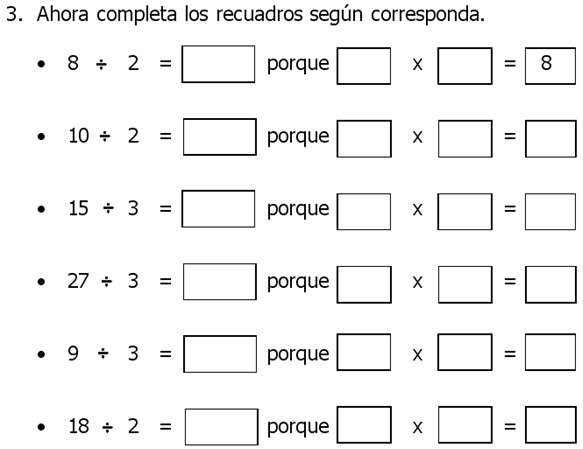 3. Ahora completa los recuadros según corresponda.
• 8 ÷ 2 = porque x = 8
• 10 ÷ 2 = porque x =
• 15 ÷ 3 = porque x =
• 27 ÷ 3 = porque x =
• 9 ÷ 3 = porque x =
• 18 ÷ 2 = porque x =